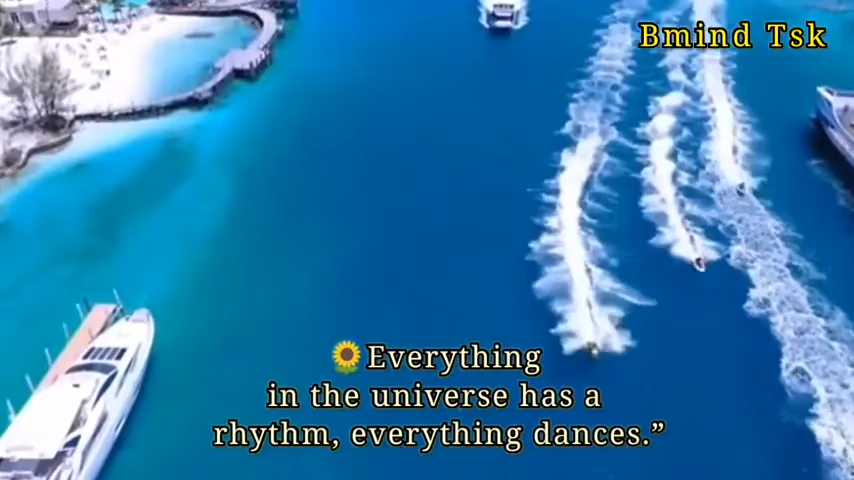 Bmind Tsk
🌻Everything
in the universe has a
rhythm, everything dances.”